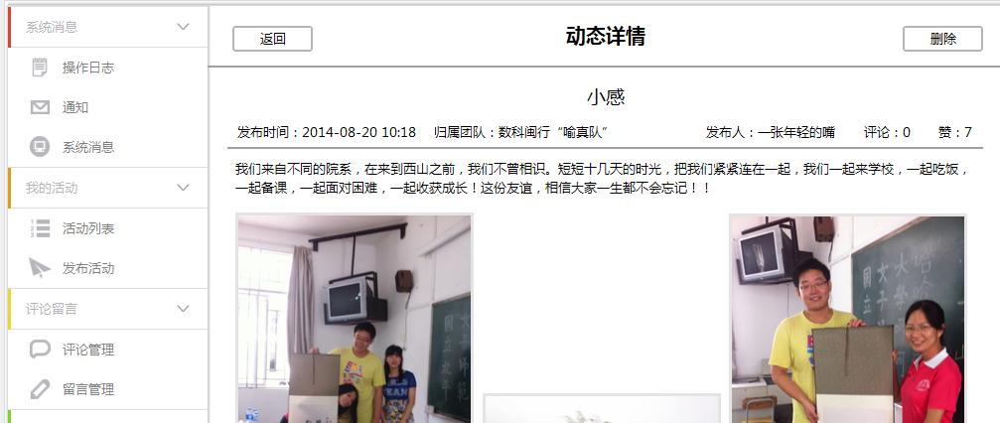 系统消息
操作日志
通知
系统消息
我的活动
活动列表
发布活动
评论留言
评论管理
留言管理
返回
动态详情
删除
小感
发布时间：2014-08-20 10:18 归属团队：数科闽行“喻真队” 发布人：一张年轻的嘴 评论：0 赞：7
我们来自不同的院系，在来到西山之前，我们不曾相识。短短十几天的时光，把我们紧紧连在一起，我们一起来学校，一起吃饭，
一起备课，一起面对困难，一起收获成长！这份友谊，相信大家一生都不会忘记！！
TEAM